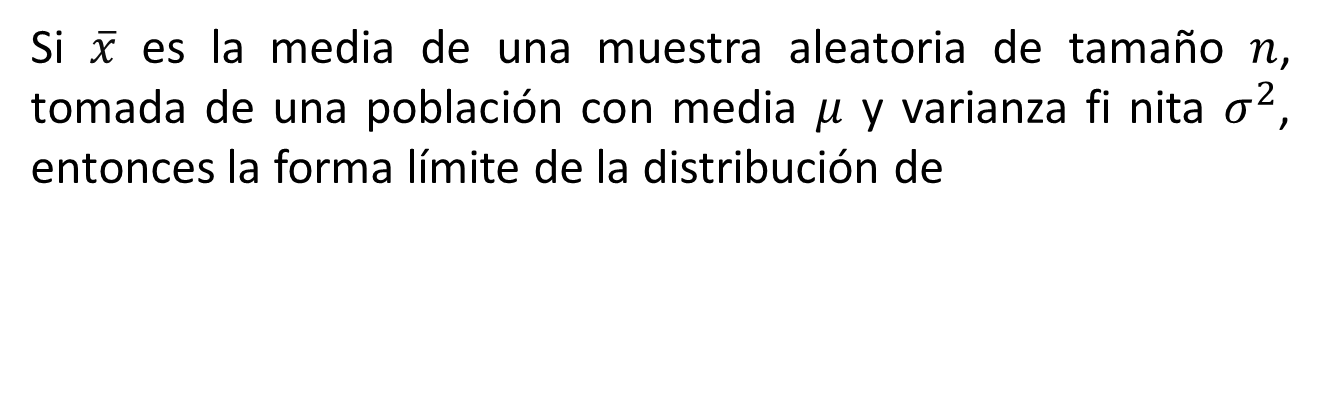 Si x̄ es la media de una muestra aleatoria de tamaño n,
tomada de una población con media μ y varianza fi nita σ²,
entonces la forma límite de la distribución de